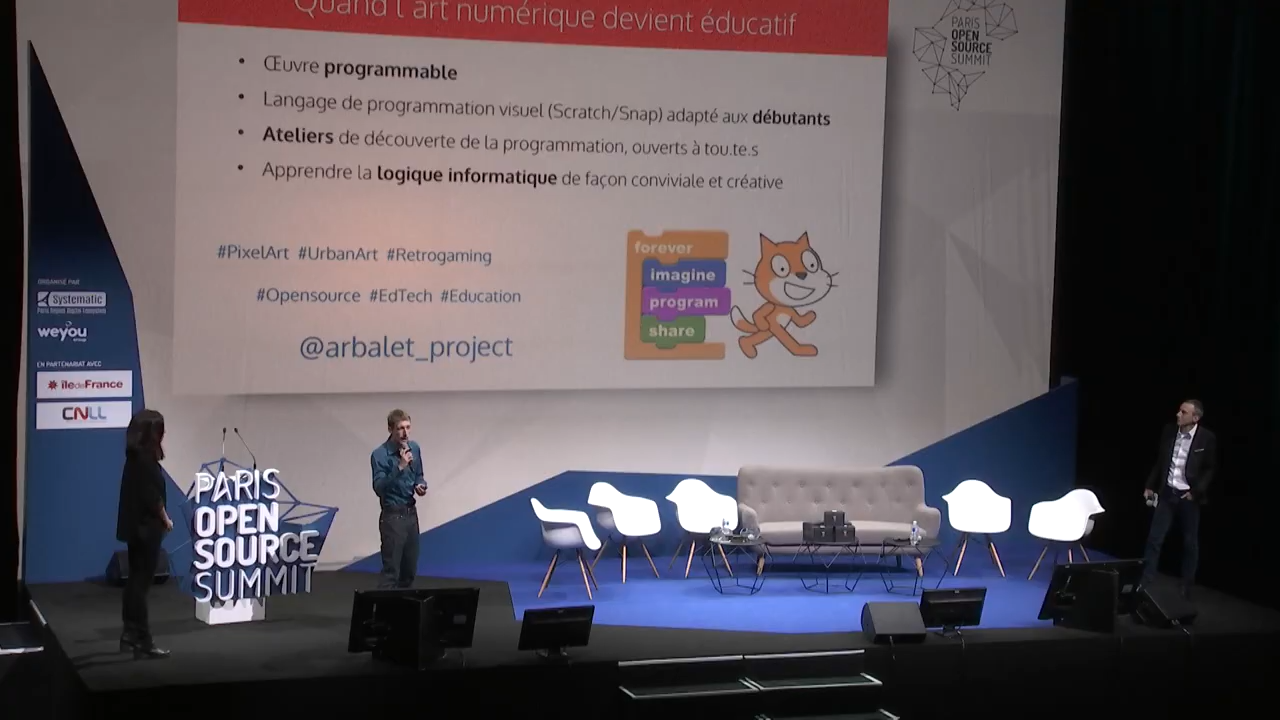 Quand l'art numérique devient éducatif
• Œuvre programmable
• Langage de programmation visuel (Scratch/Snap) adapté aux débutants
• Ateliers de découverte de la programmation, ouverts à tou.te.s
• Apprendre la logique informatique de façon conviviale et créative
#PixelArt #UrbanArt #Retrogaming
#Opensource #EdTech #Education
@arbalet_project
forever
imagine
program
share
PARIS
OPEN
SOURCE
SUMMIT
ORGANISÉ PAR
Systematic
weyou
EN PARTENARIAT AVEC
îledeFrance
CNLL
PARIS
OPEN
SOURCE
SUMMIT